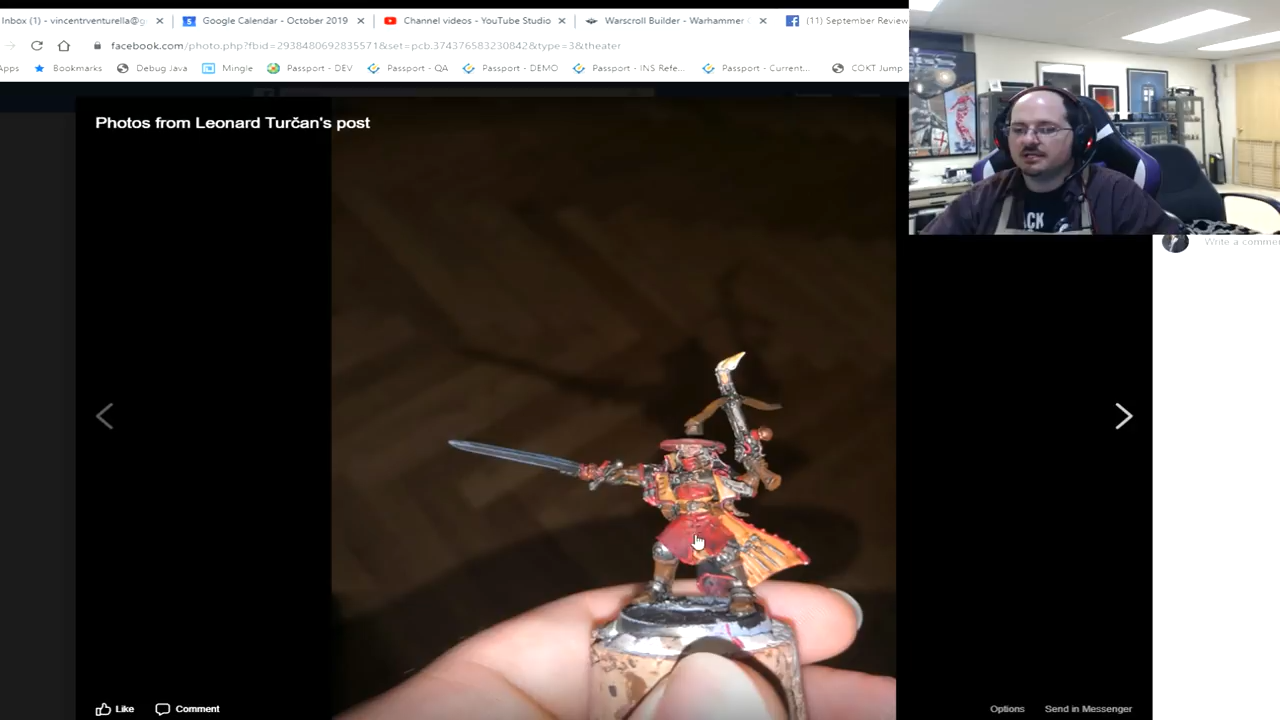 Inbox (1) - vincentrventurella@g
Google Calendar - October 2019
Channel videos - YouTube Studio
Warscroll Builder - Warhammer
(11) September Review
facebook.com/photo.php?fbid=2938480692835571&set=pcb.374376583230842&type=3&theater
Apps
Bookmarks
Debug Java
Mingle
Passport - DEV
Passport - QA
Passport - DEMO
Passport - INS Refe...
Passport - Current...
COKT Jump
Photos from Leonard Turčan's post
Write a comme
Like
Comment
Options
Send in Messenger